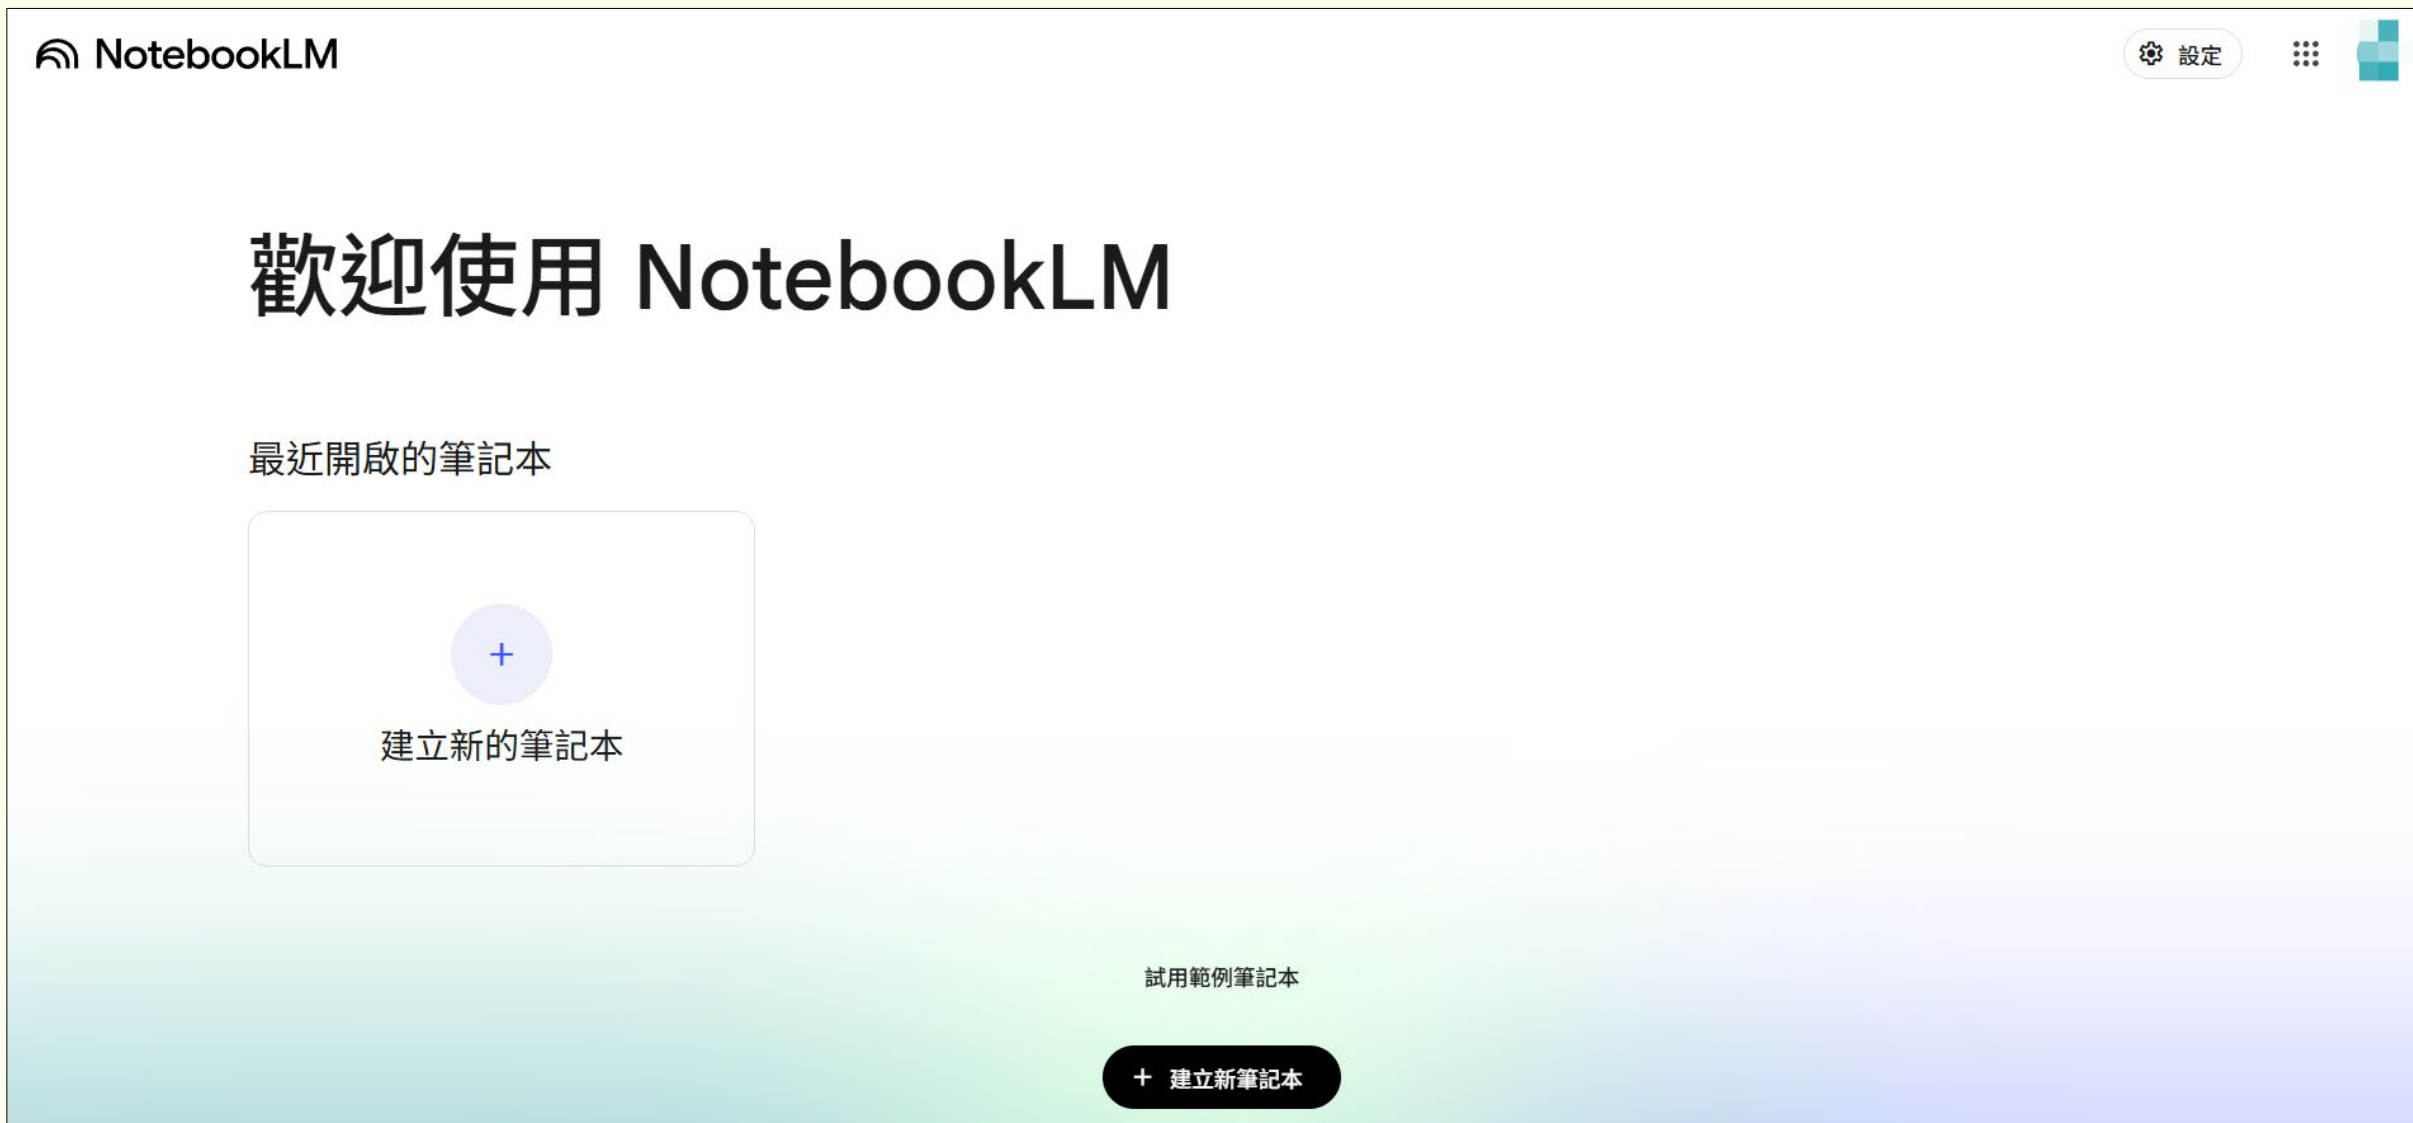 NotebookLM
設定
歡迎使用 NotebookLM
最近開啟的筆記本
+
建立新的筆記本
試用範例筆記本
+ 建立新筆記本